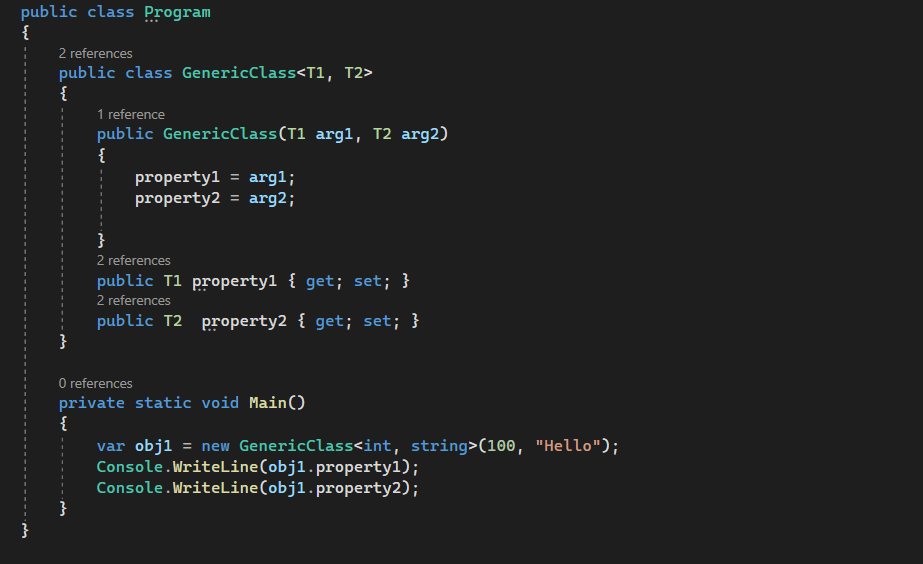 public class Program
{
2 references
public class GenericClass<T1, T2>
{
1 reference
public GenericClass(T1 arg1, T2 arg2)
{
property1 = arg1;
property2 = arg2;
}
2 references
public T1 property1 { get; set; }
2 references
public T2  property2 { get; set; }
}
0 references
private static void Main()
{
var obj1 = new GenericClass<int, string>(100, "Hello");
Console.WriteLine(obj1.property1);
Console.WriteLine(obj1.property2);
}
}